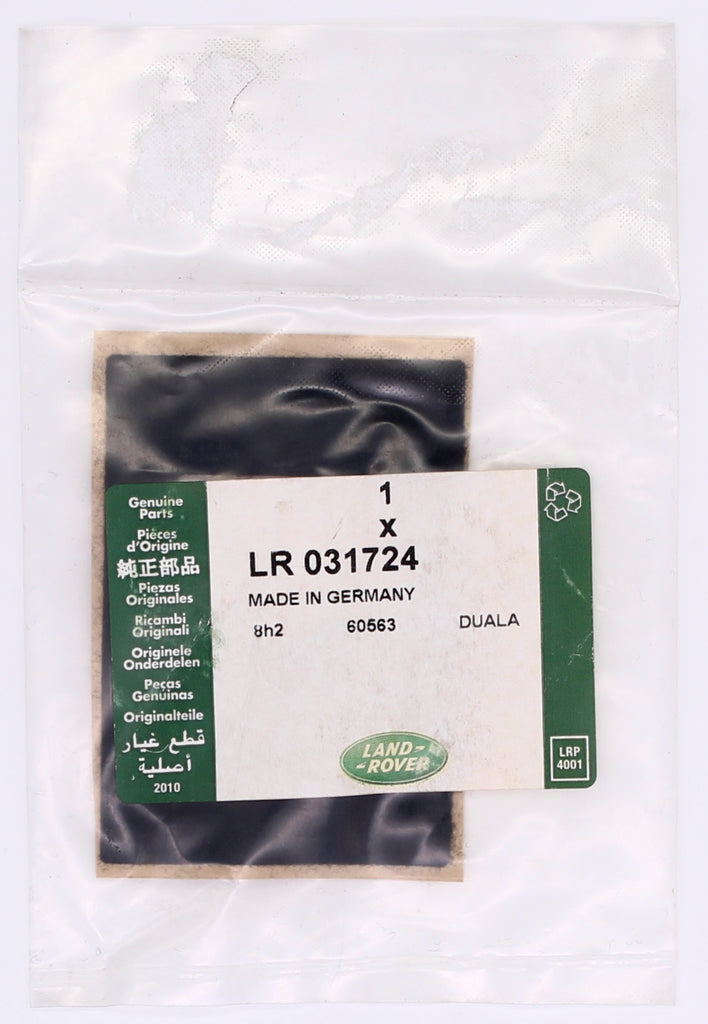 Genuine
Parts
Pièces
d'Origine
純正部品
Piezas
Originales
Ricambi
Originali
Originele
Onderdelen
Peças
Genuinas
Originalteile
قطع غيار
أصلية
2010
1
x
LR 031724
MADE IN GERMANY
8h2 60563 DUALA
LAND-
-ROVER
LRP
4001